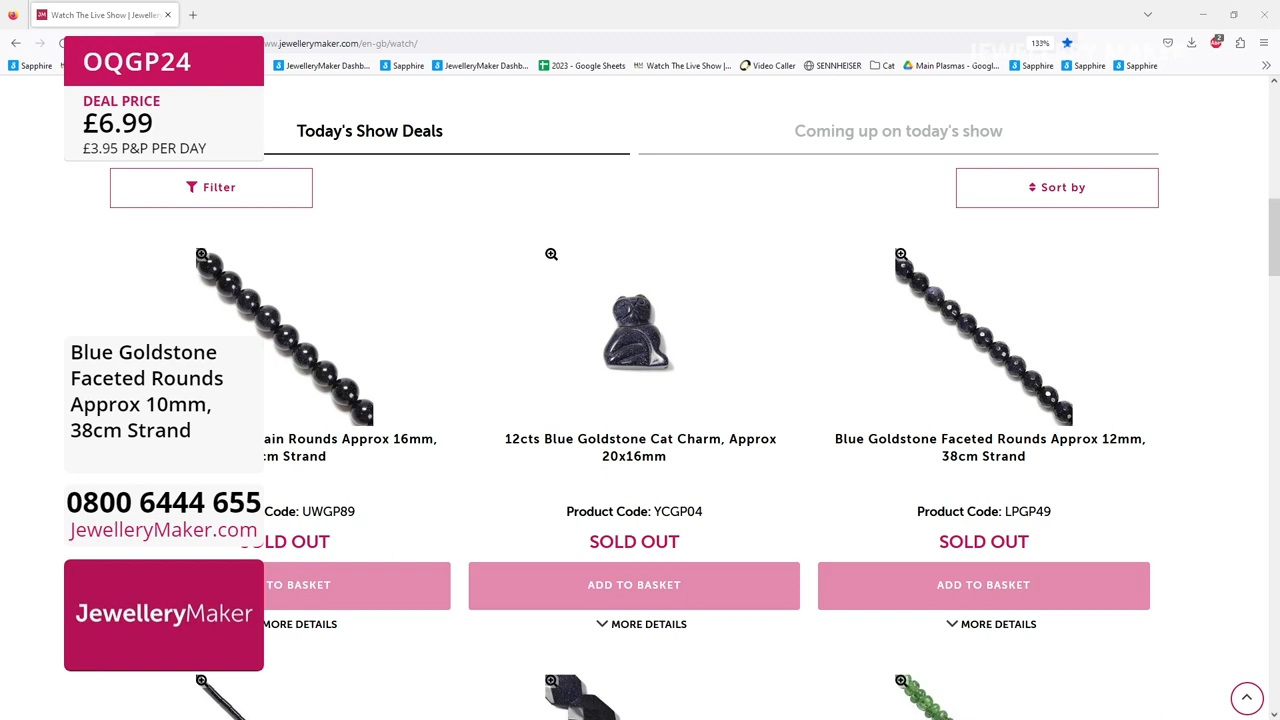 Watch The Live Show | Jeweller
OQGP24
ww.jewellerymaker.com/en-gb/watch/
133%
Sapphire
JewelleryMaker Dashb...
Sapphire
JewelleryMaker Dashb...
2023 - Google Sheets
Watch The Live Show |...
Video Caller
SENNHEISER
Cat
Main Plasmas - Googl...
Sapphire
Sapphire
Sapphire
DEAL PRICE
£6.99
£3.95 P&P PER DAY
Today's Show Deals
Coming up on today's show
Filter
Sort by
Blue Goldstone
Faceted Rounds
Approx 10mm,
38cm Strand
ain Rounds Approx 16mm,
cm Strand
12cts Blue Goldstone Cat Charm, Approx
20x16mm
Blue Goldstone Faceted Rounds Approx 12mm,
38cm Strand
0800 6444 655
JewelleryMaker.com
Code: UWGP89
Product Code: YCGP04
Product Code: LPGP49
SOLD OUT
SOLD OUT
SOLD OUT
JewelleryMaker
TO BASKET
ADD TO BASKET
ADD TO BASKET
MORE DETAILS
MORE DETAILS
MORE DETAILS